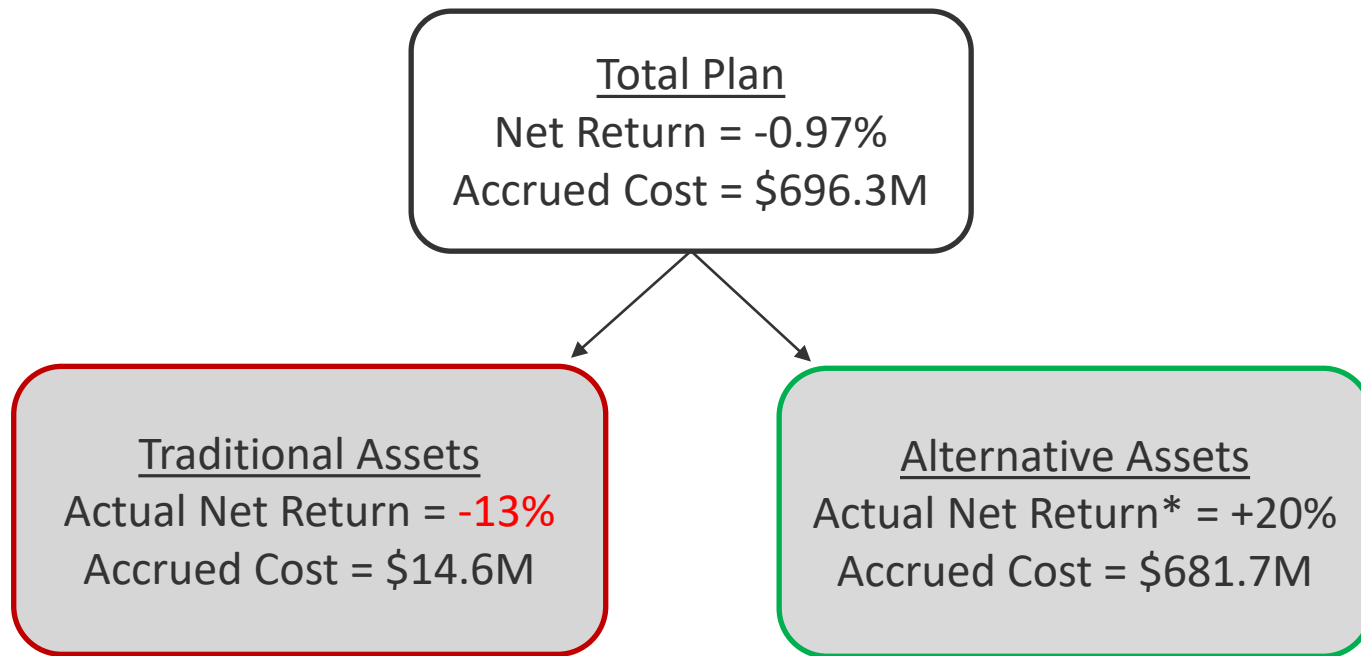 Total Plan
Net Return = -0.97%
Accrued Cost = $696.3M
Traditional Assets
Actual Net Return = -13%
Accrued Cost = $14.6M
Alternative Assets
Actual Net Return* = +20%
Accrued Cost = $681.7M